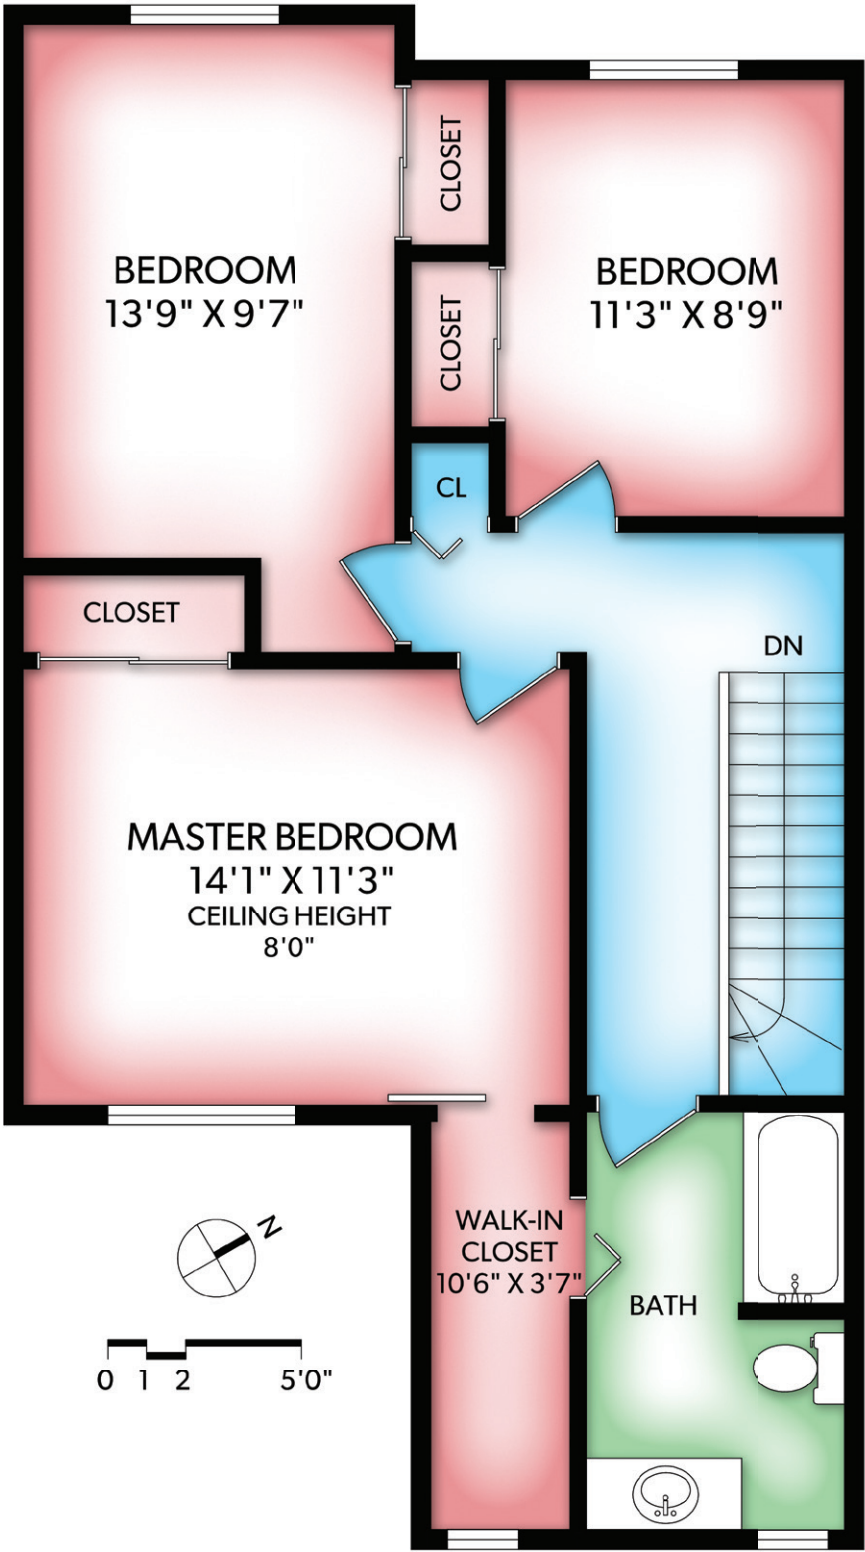 CLOSET
BEDROOM
13'9" X 9'7"
BEDROOM
11'3" X 8'9"
CLOSET
CL
CLOSET
DN
MASTER BEDROOM
14'1" X 11'3"
CEILING HEIGHT
8'0"
WALK-IN
CLOSET
10'6" X 3'7"
BATH
N
0 1 2 5'0"